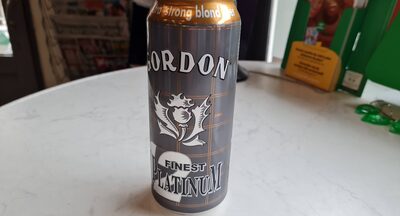 strong blond
GORDON
FINEST
PLATINUM